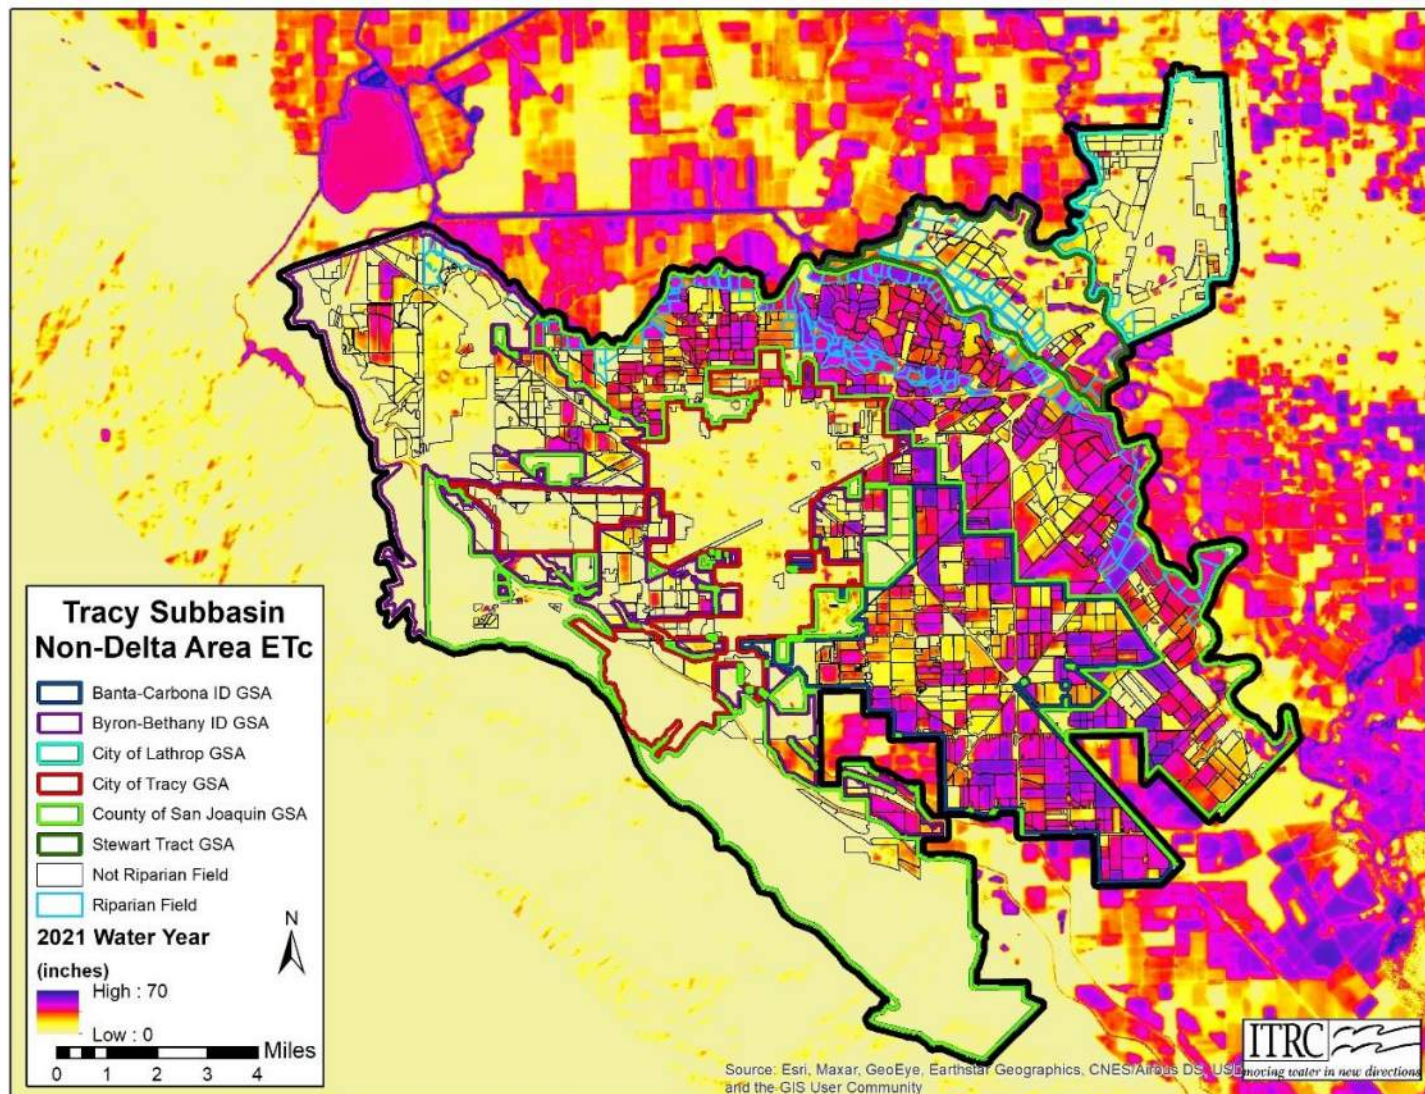 Tracy Subbasin
Non-Delta Area ETc
Banta-Carbona ID GSA
Byron-Bethany ID GSA
City of Lathrop GSA
City of Tracy GSA
County of San Joaquin GSA
Stewart Tract GSA
Not Riparian Field
Riparian Field
2021 Water Year
N
(inches)
High : 70
Low : 0
Miles
0 1 2 3 4
Source: Esri, Maxar, GeoEye, Earthstar Geographics, CNES/Airbus DS, USD
and the GIS User Community
ITRC
moving water in new directions